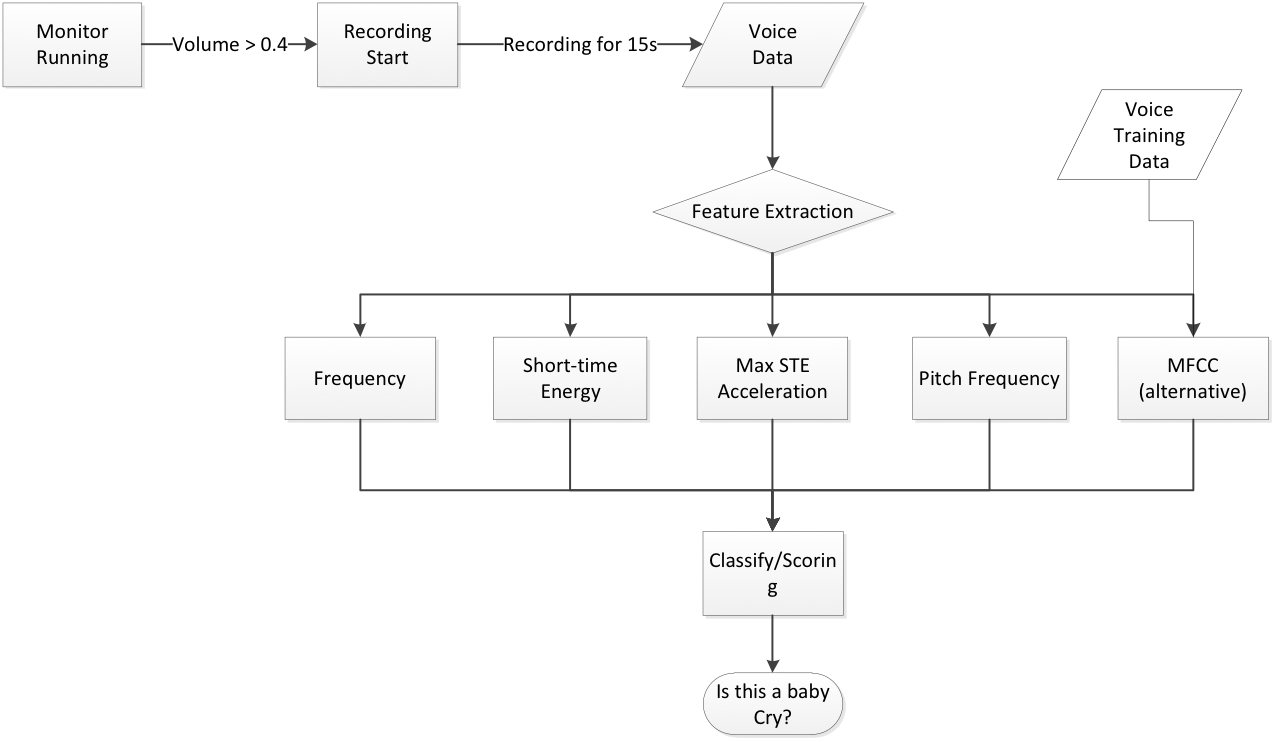 Monitor
Running
Volume > 0.4
Recording
Start
Recording for 15s
Voice
Data
Voice
Training
Data
Feature Extraction
Frequency
Short-time
Energy
Max STE
Acceleration
Pitch Frequency
MFCC
(alternative)
Classify/Scorin
g
Is this a baby
Cry?